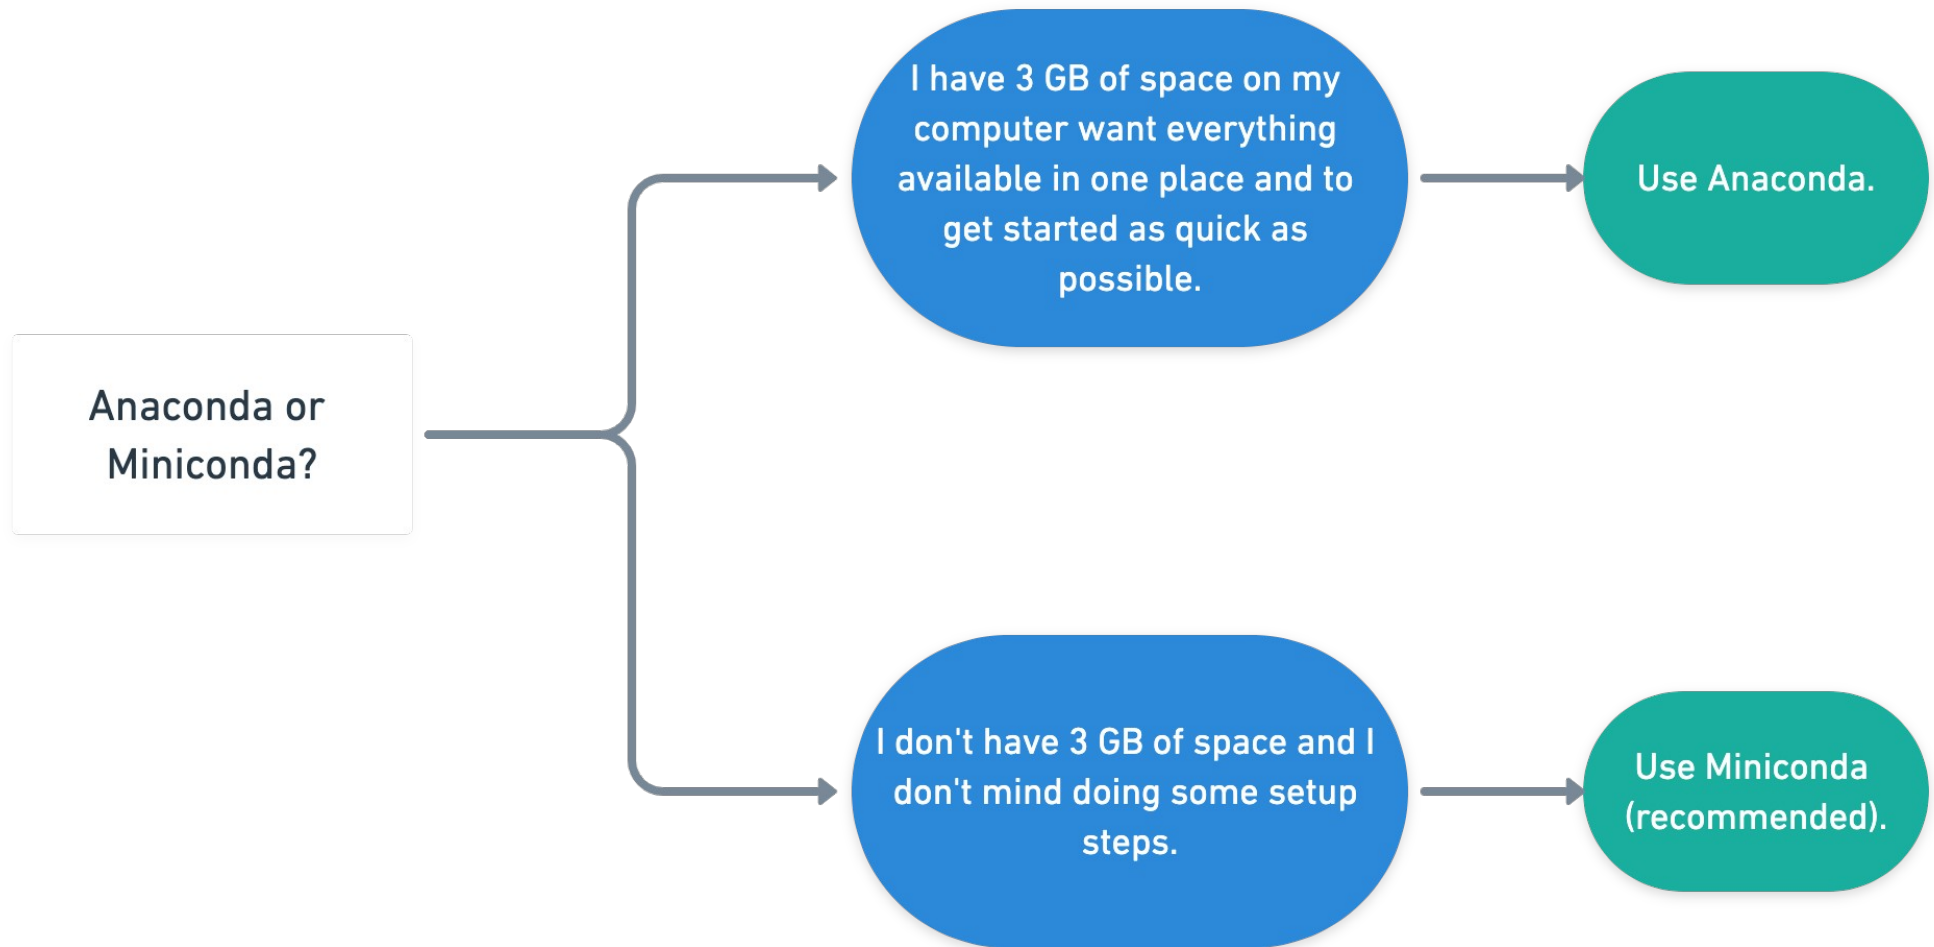 Anaconda or
Miniconda?
I have 3 GB of space on my
computer want everything
available in one place and to
get started as quick as
possible.
Use Anaconda.
I don't have 3 GB of space and I
don't mind doing some setup
steps.
Use Miniconda
(recommended).